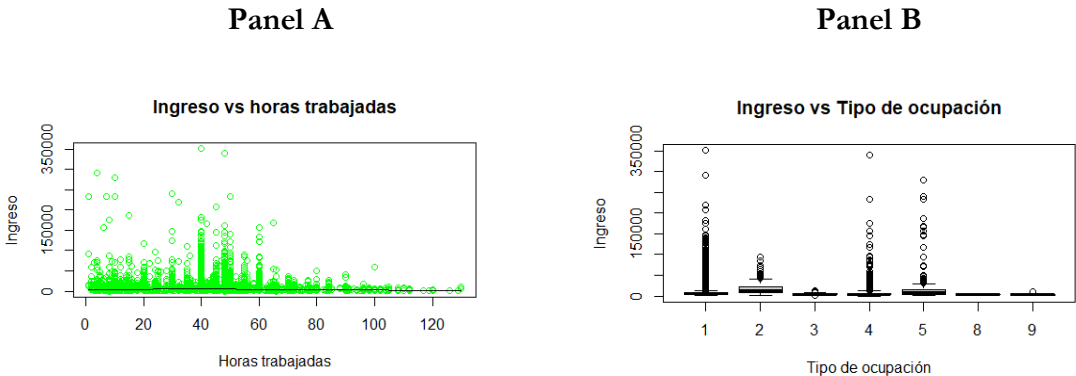 Panel A
Panel B
Ingreso vs horas trabajadas
350000
150000
0
Ingreso
0 20 40 60 80 100 120
Horas trabajadas
Ingreso vs Tipo de ocupación
350000
150000
0
Ingreso
1 2 3 4 5 8 9
Tipo de ocupación